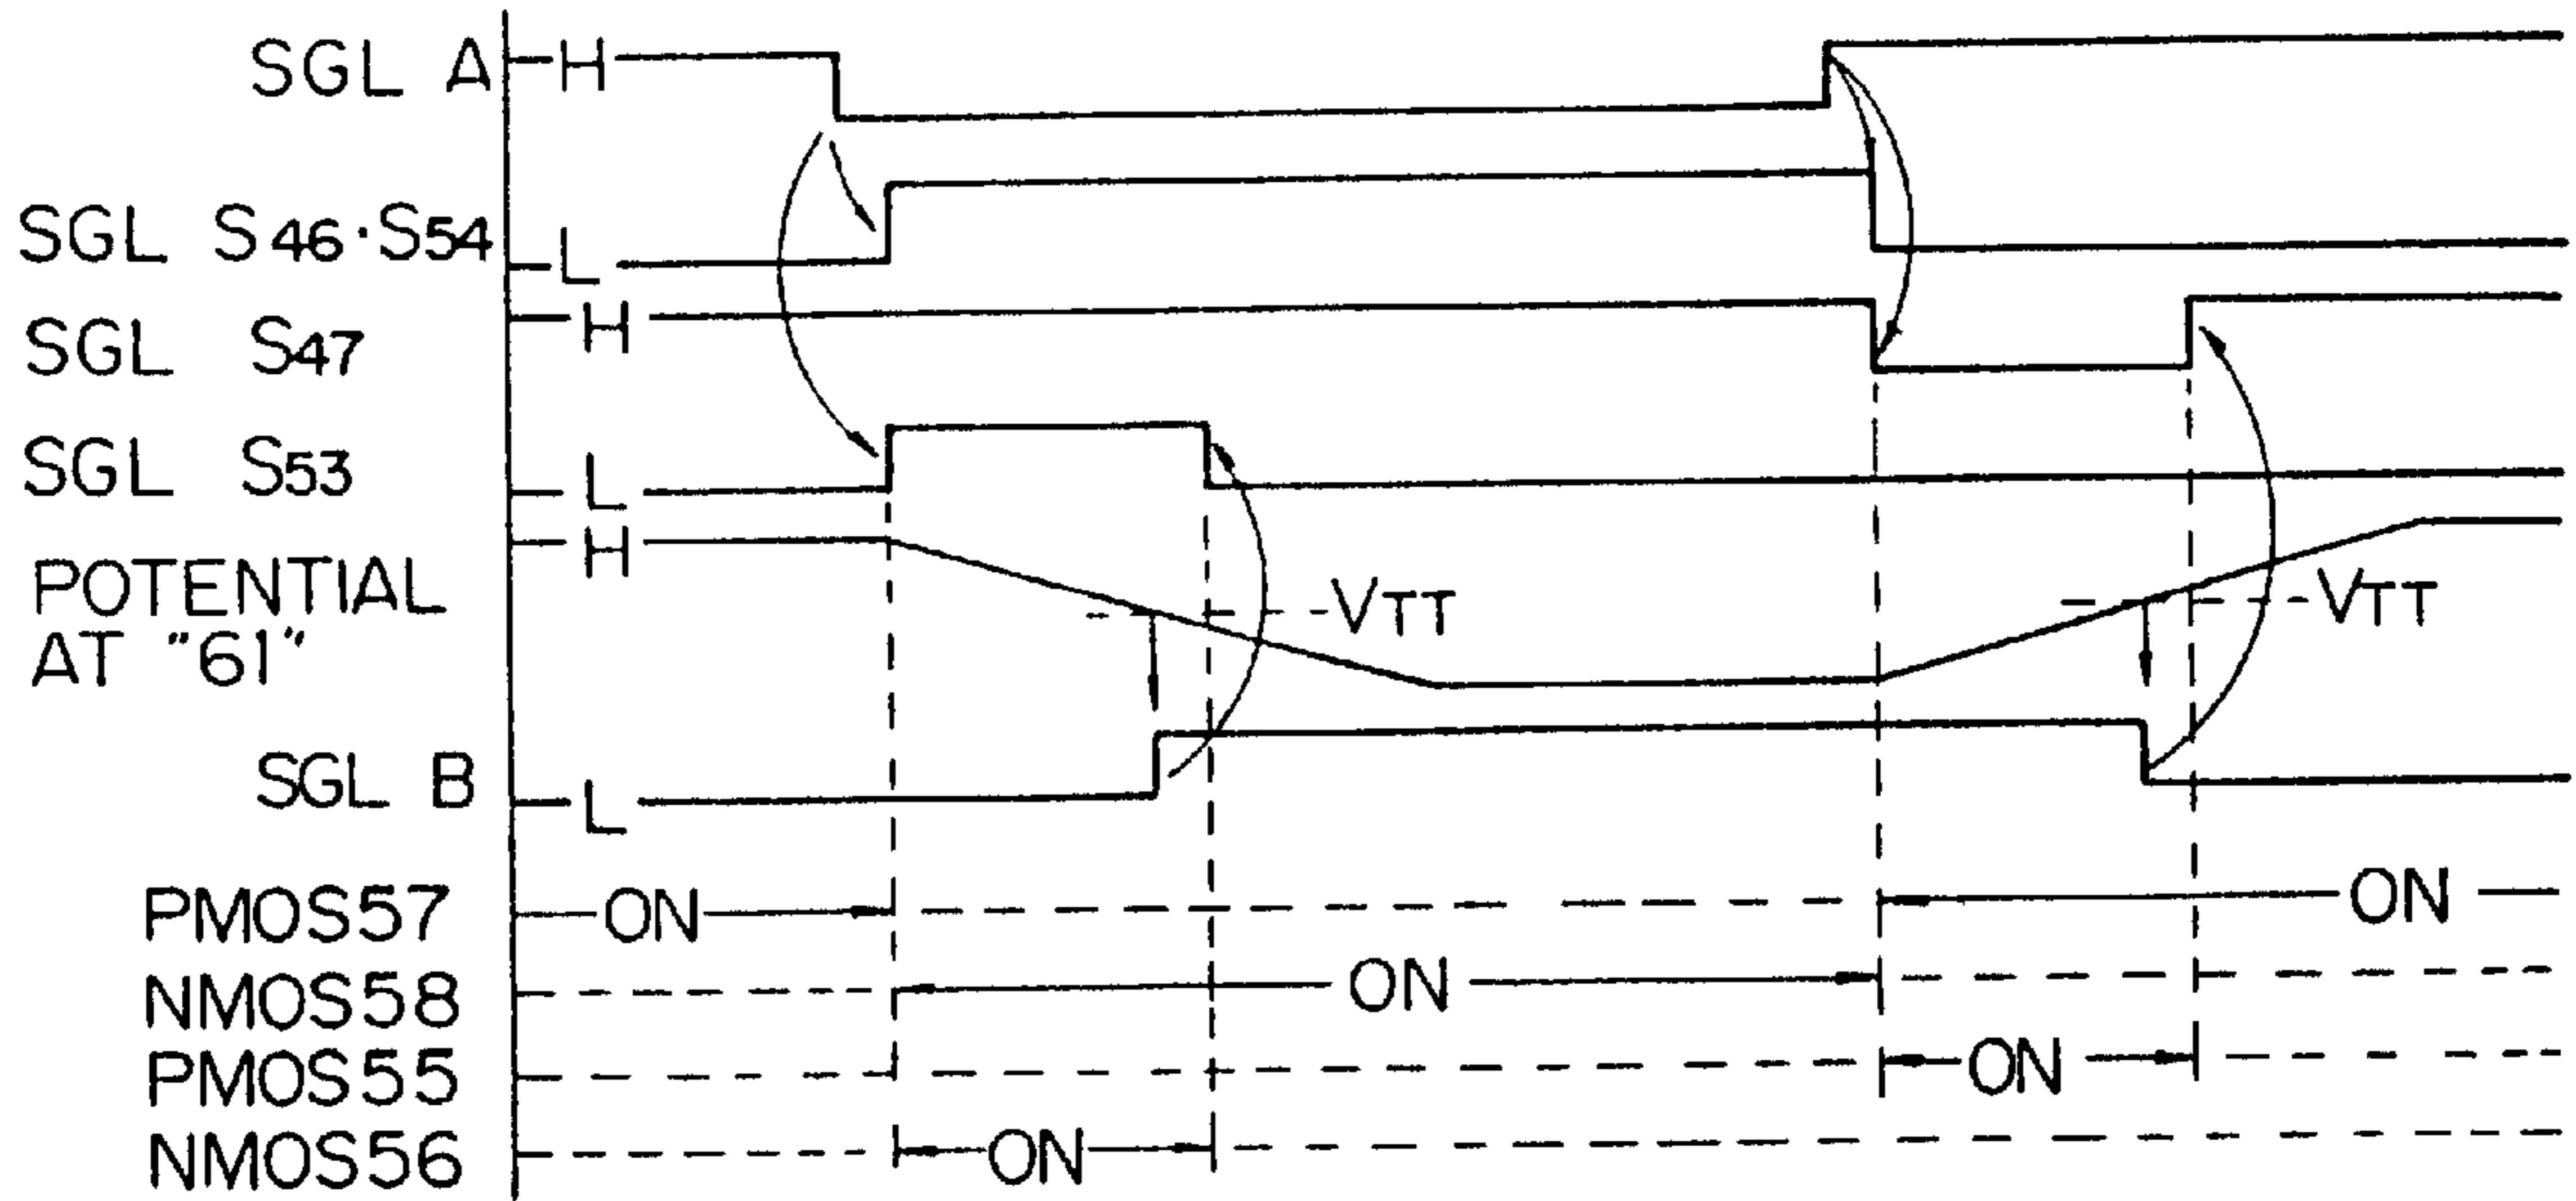 SGL A H
SGL S46·S54 L
SGL S47 H
SGL S53 L
POTENTIAL AT "61" H VTT VTT
SGL B L
PMOS57 ON ON
NMOS58 ON
PMOS55 ON
NMOS56 ON